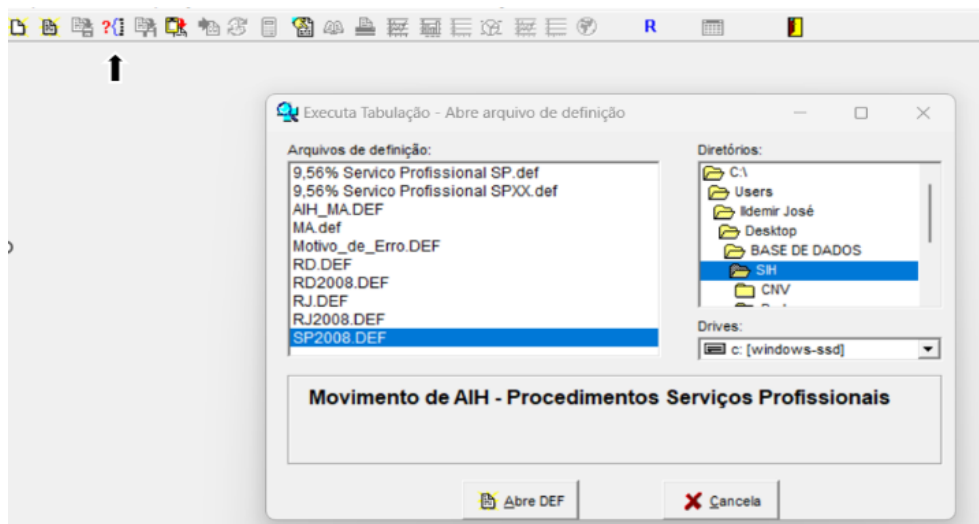 ?{
R
Executa Tabulação - Abre arquivo de definição
Arquivos de definição:
9,56% Servico Profissional SP.def
9,56% Servico Profissional SPXX.def
AIH_MA.DEF
MA.def
Motivo_de_Erro.DEF
RD.DEF
RD2008.DEF
RJ.DEF
RJ2008.DEF
SP2008.DEF
Diretórios:
C:\
Users
Ildemir José
Desktop
BASE DE DADOS
SIH
CNV
Drives:
c: [windows-ssd]
Movimento de AIH - Procedimentos Serviços Profissionais
Abre DEF
Cancela